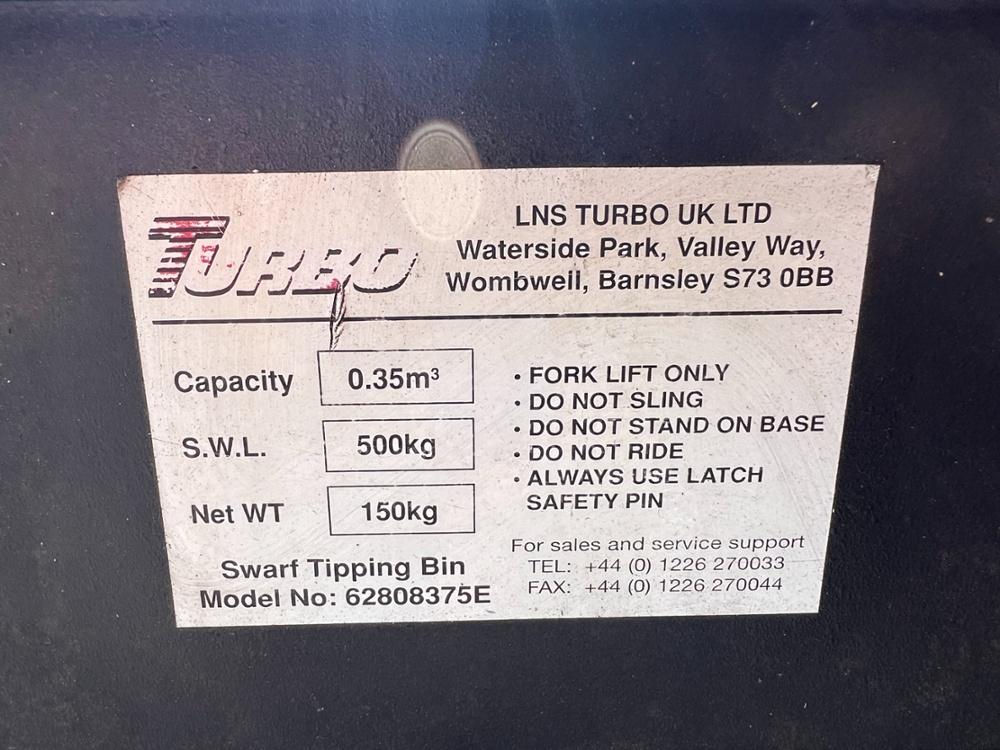 TURBO
LNS TURBO UK LTD
Waterside Park, Valley Way,
Wombwell, Barnsley S73 0BB
Capacity 0.35m³
S.W.L. 500kg
Net WT 150kg
Swarf Tipping Bin
Model No: 62808375E
· FORK LIFT ONLY
· DO NOT SLING
· DO NOT STAND ON BASE
· DO NOT RIDE
· ALWAYS USE LATCH
SAFETY PIN
For sales and service support
TEL: +44 (0) 1226 270033
FAX: +44 (0) 1226 270044